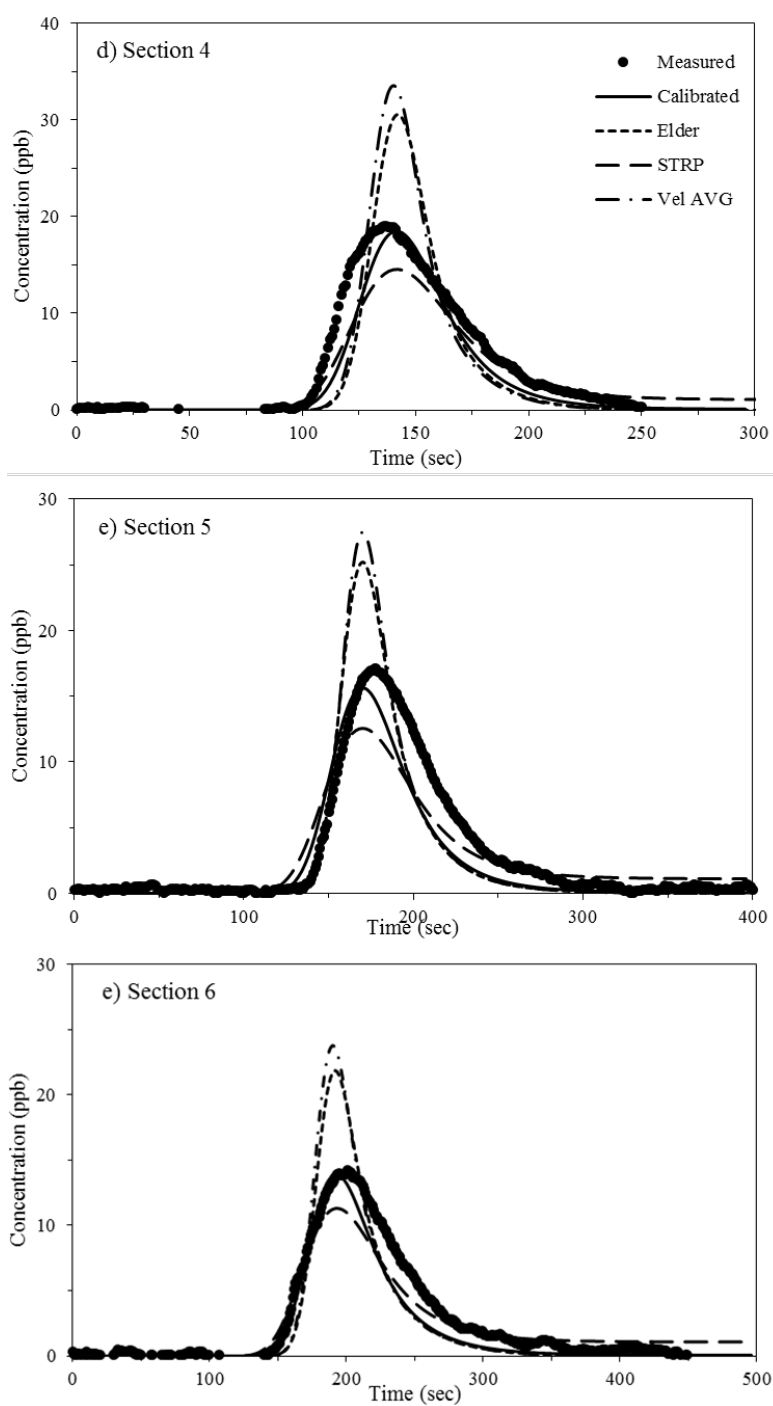 40
d) Section 4
Measured
Calibrated
Elder
STRP
Vel AVG
30
20
10
0
Concentration (ppb)
0 50 100 150 200 250 300
Time (sec)
30
e) Section 5
20
10
0
Concentration (ppb)
0 100 200 300 400
Time (sec)
30
e) Section 6
20
10
0
Concentration (ppb)
0 100 200 300 400 500
Time (sec)